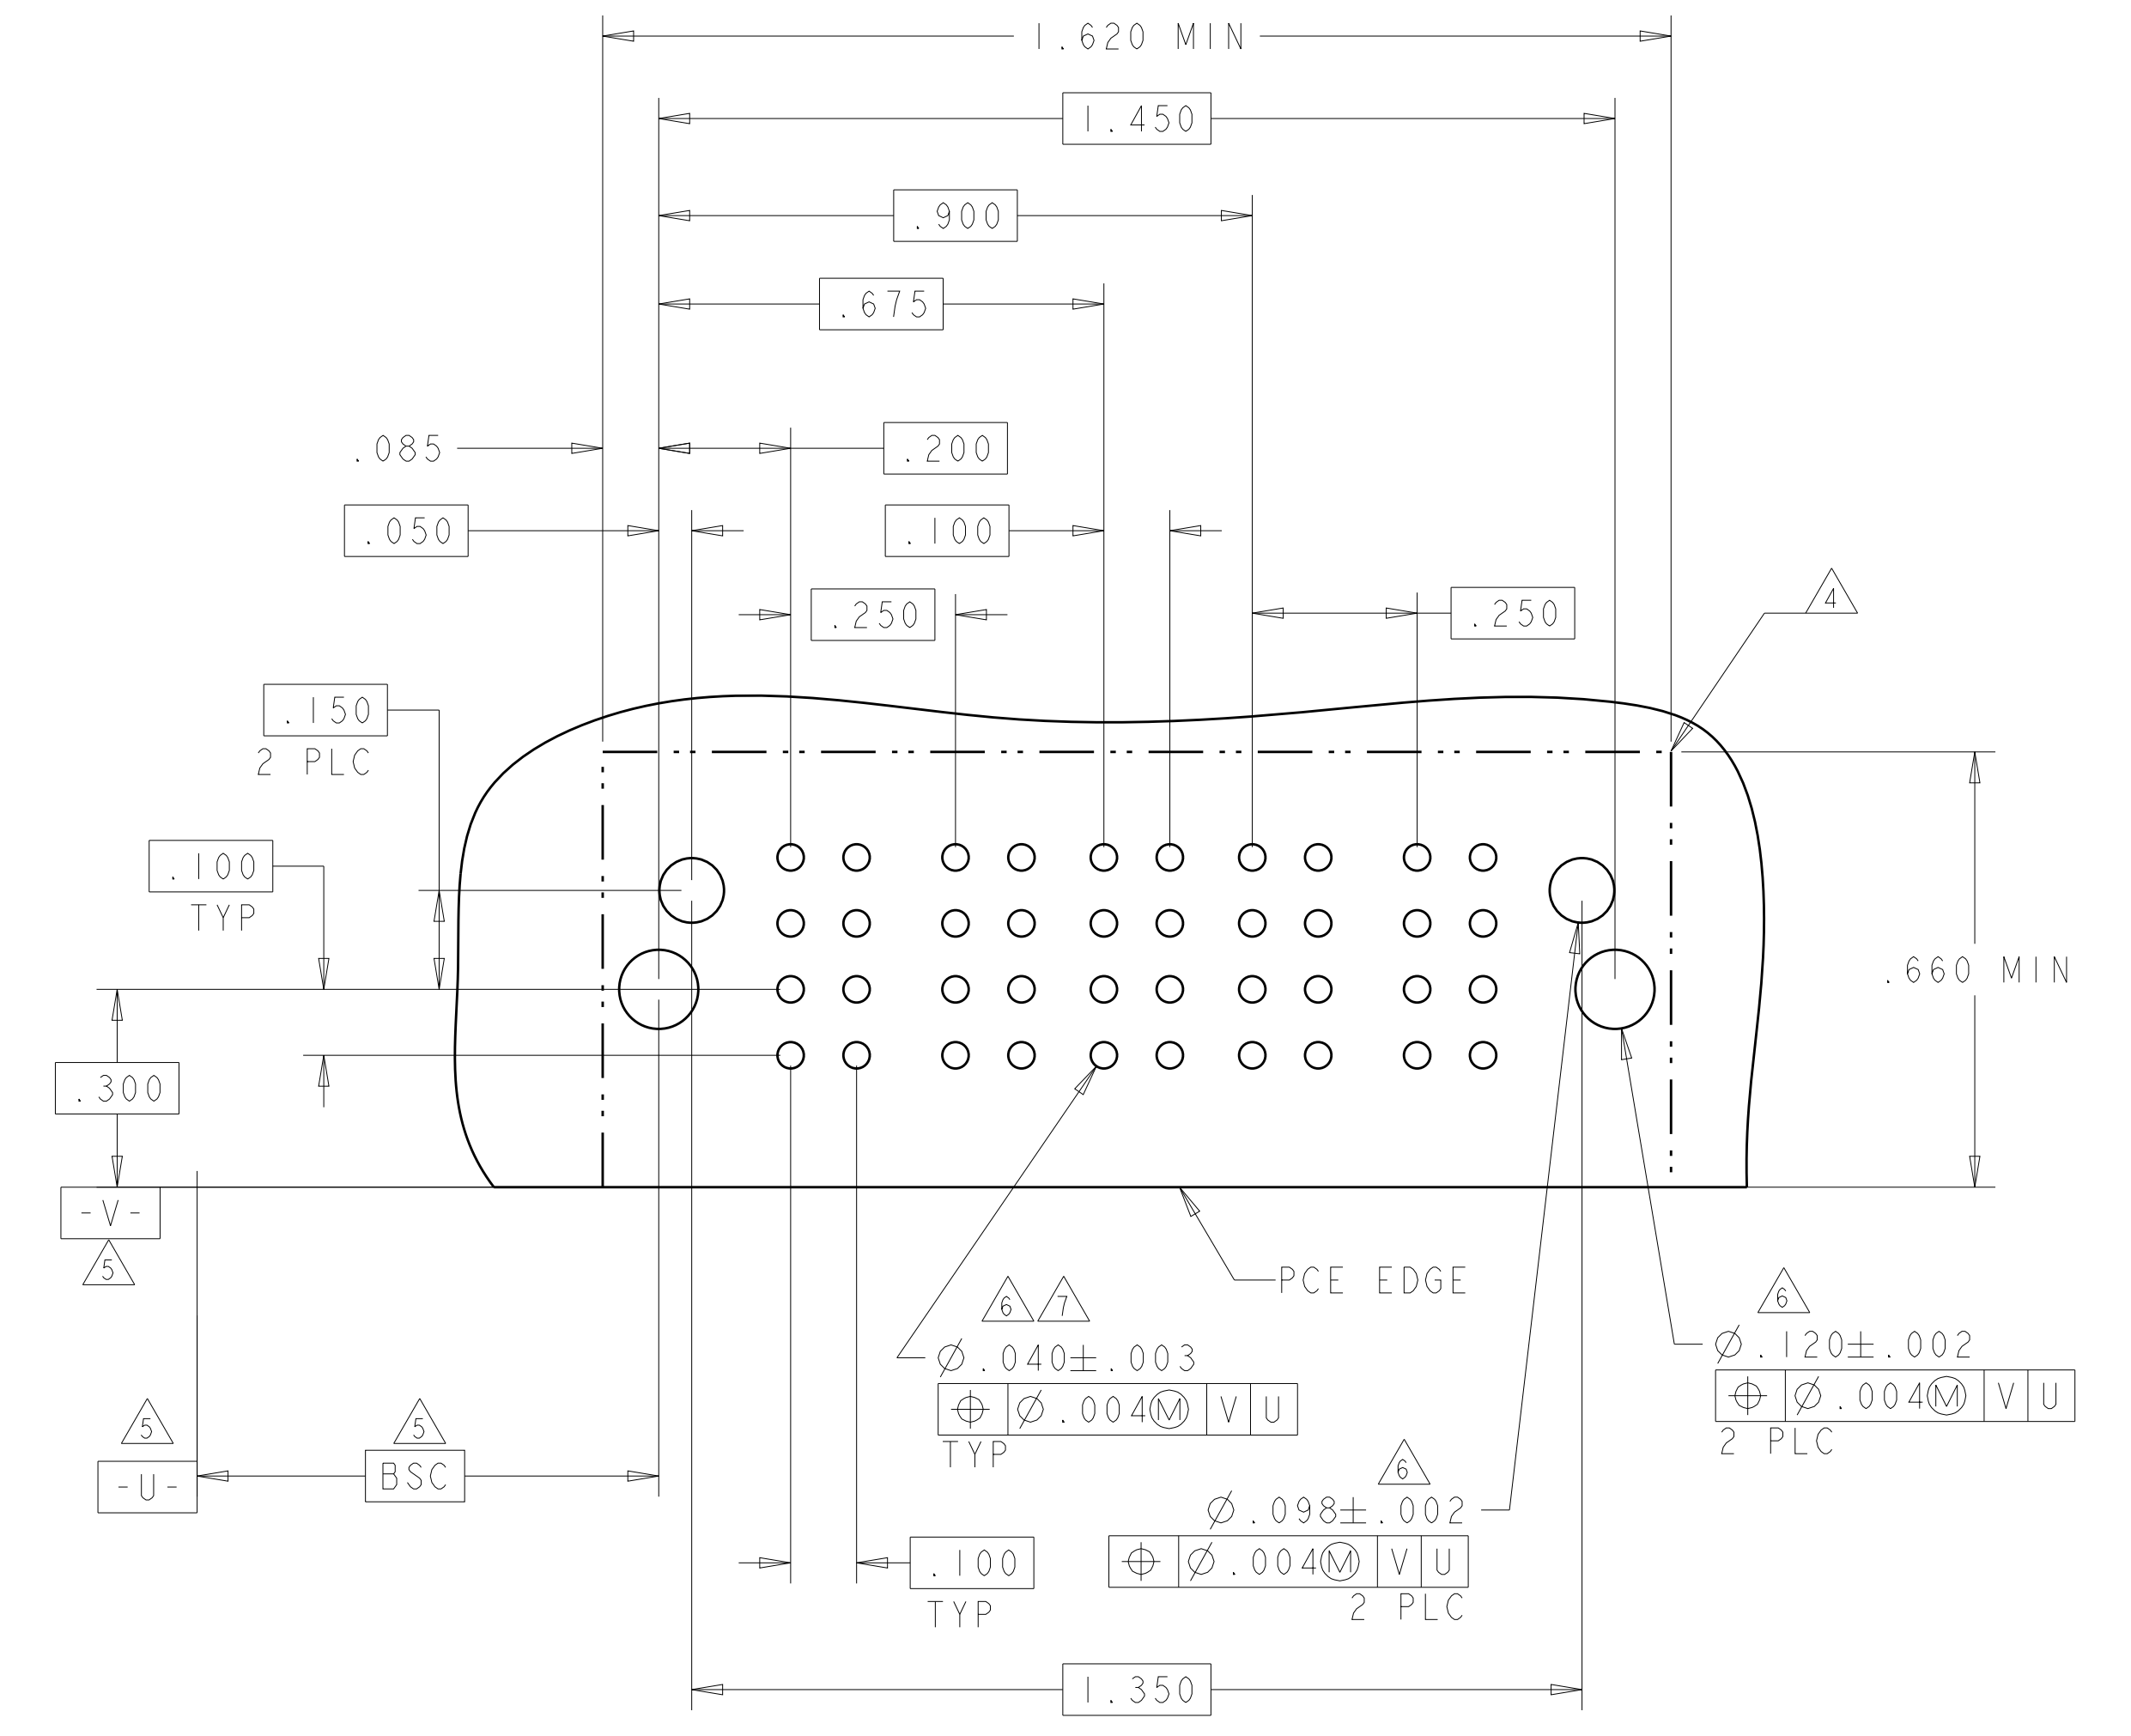 1.620 MIN
1.450
.900
.675
.085
.200
.050
.100
.250
.250
4
.150
2 PLC
.100
TYP
.660 MIN
.300
-V-
5
PCE EDGE
6 7
⌀.040±.003
⌖ ⌀.004Ⓜ V U
TYP
6
⌀.120±.002
⌖ ⌀.004Ⓜ V U
2 PLC
5
-U-
5
BSC
6
⌀.098±.002
⌖ ⌀.004Ⓜ V U
2 PLC
.100
TYP
1.350